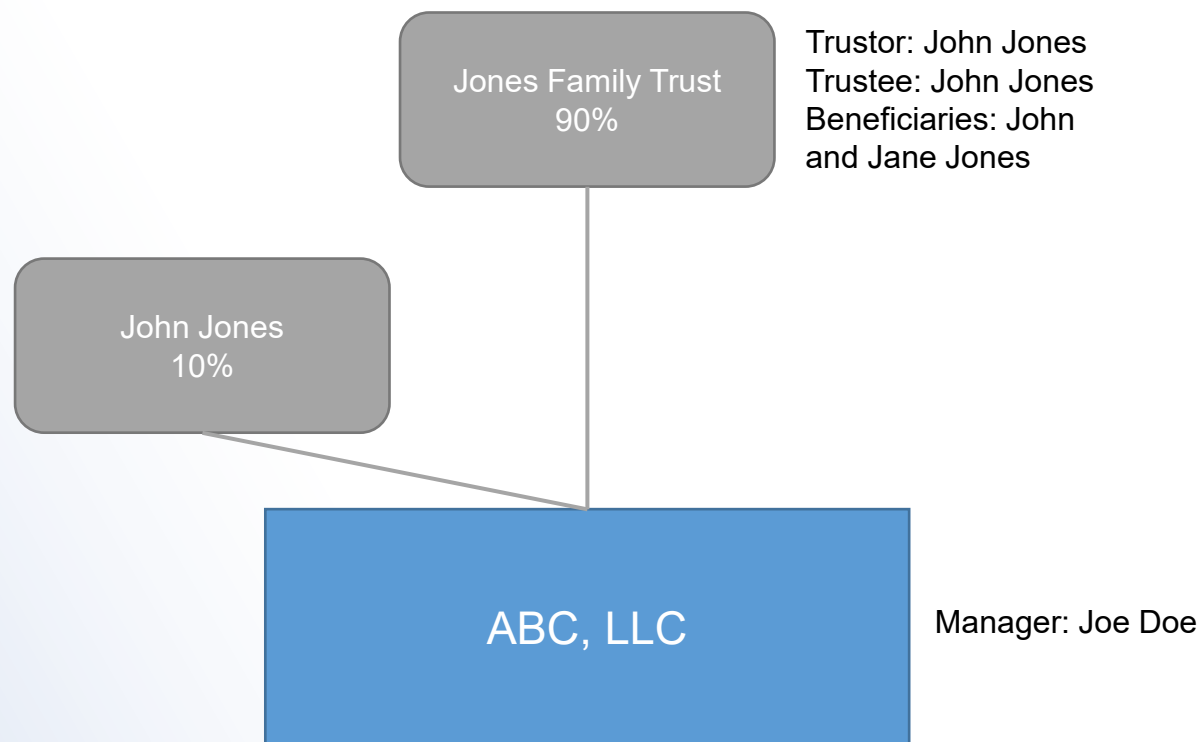 Jones Family Trust
90%
Trustor: John Jones
Trustee: John Jones
Beneficiaries: John
and Jane Jones
John Jones
10%
ABC, LLC
Manager: Joe Doe